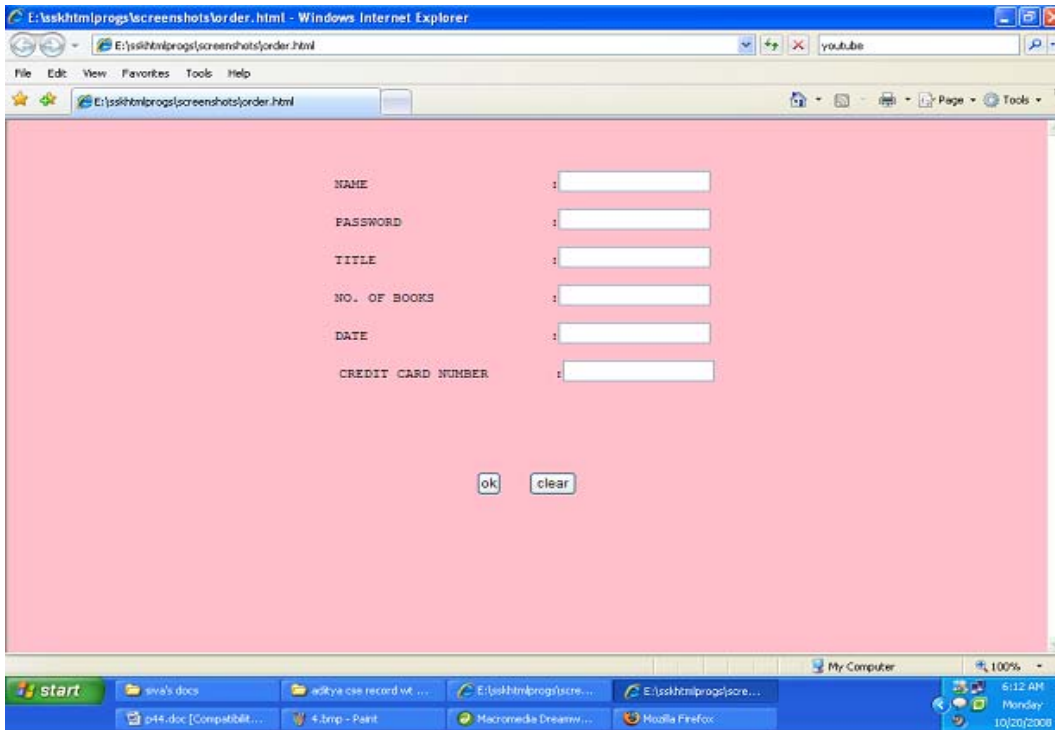 E:\sskhtmlprogs\screenshots\order.html - Windows Internet Explorer
E:\sskhtmlprogs\screenshots\order.html
youtube
File Edit View Favorites Tools Help
E:\sskhtmlprogs\screenshots\order.html
Page Tools
NAME :
PASSWORD :
TITLE :
NO. OF BOOKS :
DATE :
CREDIT CARD NUMBER :
ok clear
My Computer 100%
start siva's docs aditya cse record wt ... E:\sskhtmlprogs\scre... E:\sskhtmlprogs\scre... 6:12 AM
p44.doc [Compatibilit... 4.bmp - Paint Macromedia Dreamw... Mozilla Firefox Monday
10/20/2008